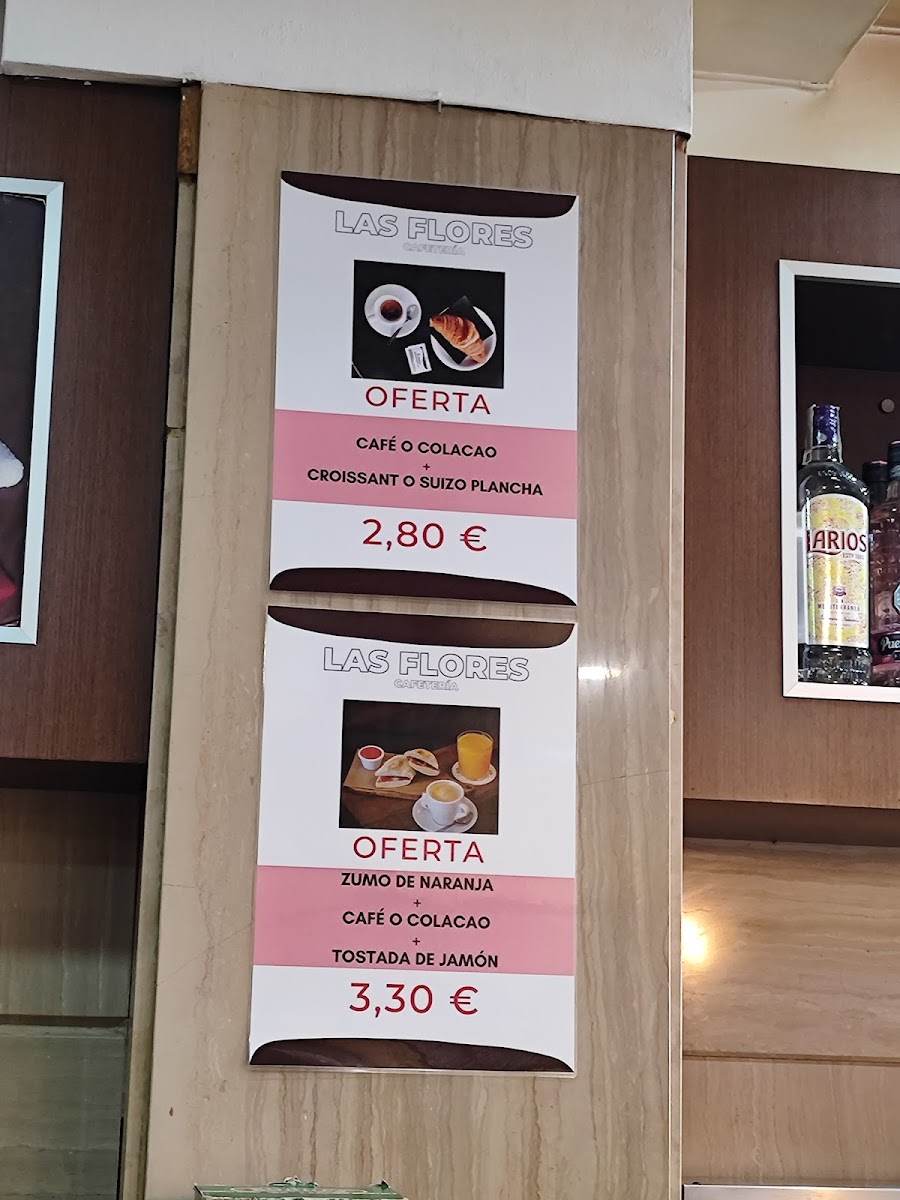 LAS FLORES
CAFETERÍA
OFERTA
CAFÉ O COLACAO
+
CROISSANT O SUIZO PLANCHA
2,80 €
LAS FLORES
CAFETERÍA
OFERTA
ZUMO DE NARANJA
+
CAFÉ O COLACAO
+
TOSTADA DE JAMÓN
3,30 €
LARIOS
MEDITERRÁNEA